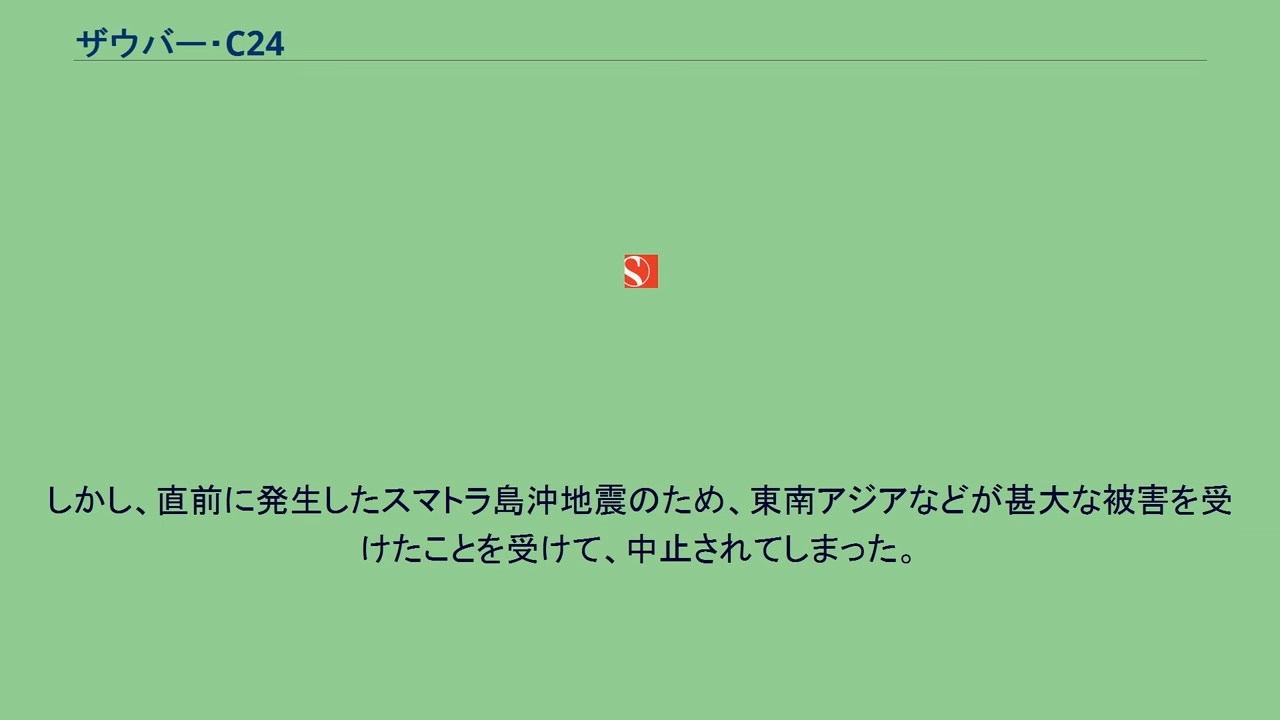 ザウバー・C24
S
しかし、直前に発生したスマトラ島沖地震のため、東南アジアなどが甚大な被害を受
けたことを受けて、中止されてしまった。